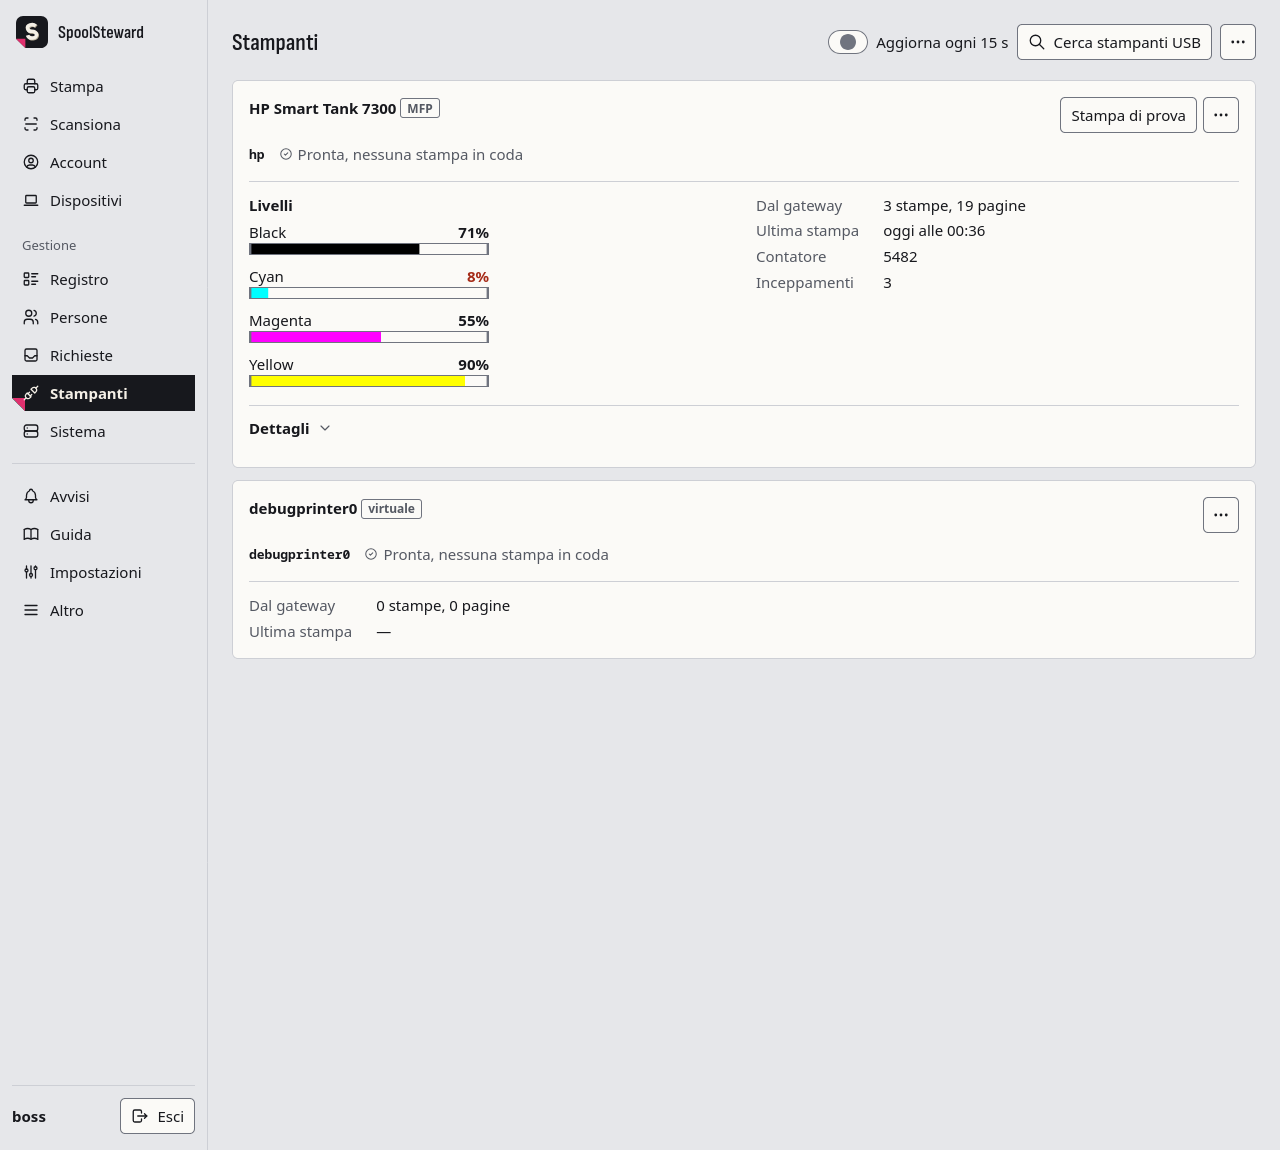 SpoolSteward
Stampa
Scansiona
Account
Dispositivi
Gestione
Registro
Persone
Richieste
Stampanti
Sistema
Avvisi
Guida
Impostazioni
Altro
boss
Esci
Stampanti
Aggiorna ogni 15 s
Cerca stampanti USB
HP Smart Tank 7300 MFP
Stampa di prova
hp Pronta, nessuna stampa in coda
Livelli
Black 71%
Cyan 8%
Magenta 55%
Yellow 90%
Dal gateway 3 stampe, 19 pagine
Ultima stampa oggi alle 00:36
Contatore 5482
Inceppamenti 3
Dettagli
debugprinter0 virtuale
debugprinter0 Pronta, nessuna stampa in coda
Dal gateway 0 stampe, 0 pagine
Ultima stampa —